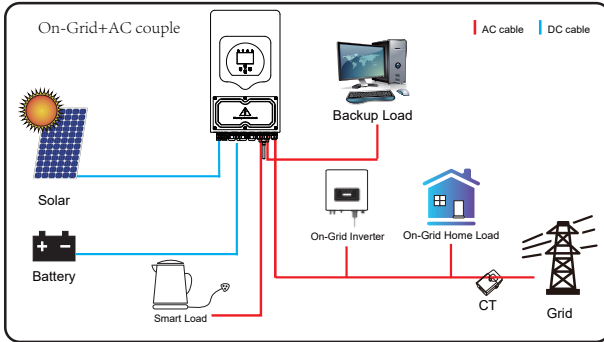 On-Grid+AC couple
AC cable
DC cable
Backup Load
Solar
On-Grid Inverter
On-Grid Home Load
Battery
Smart Load
CT
Grid